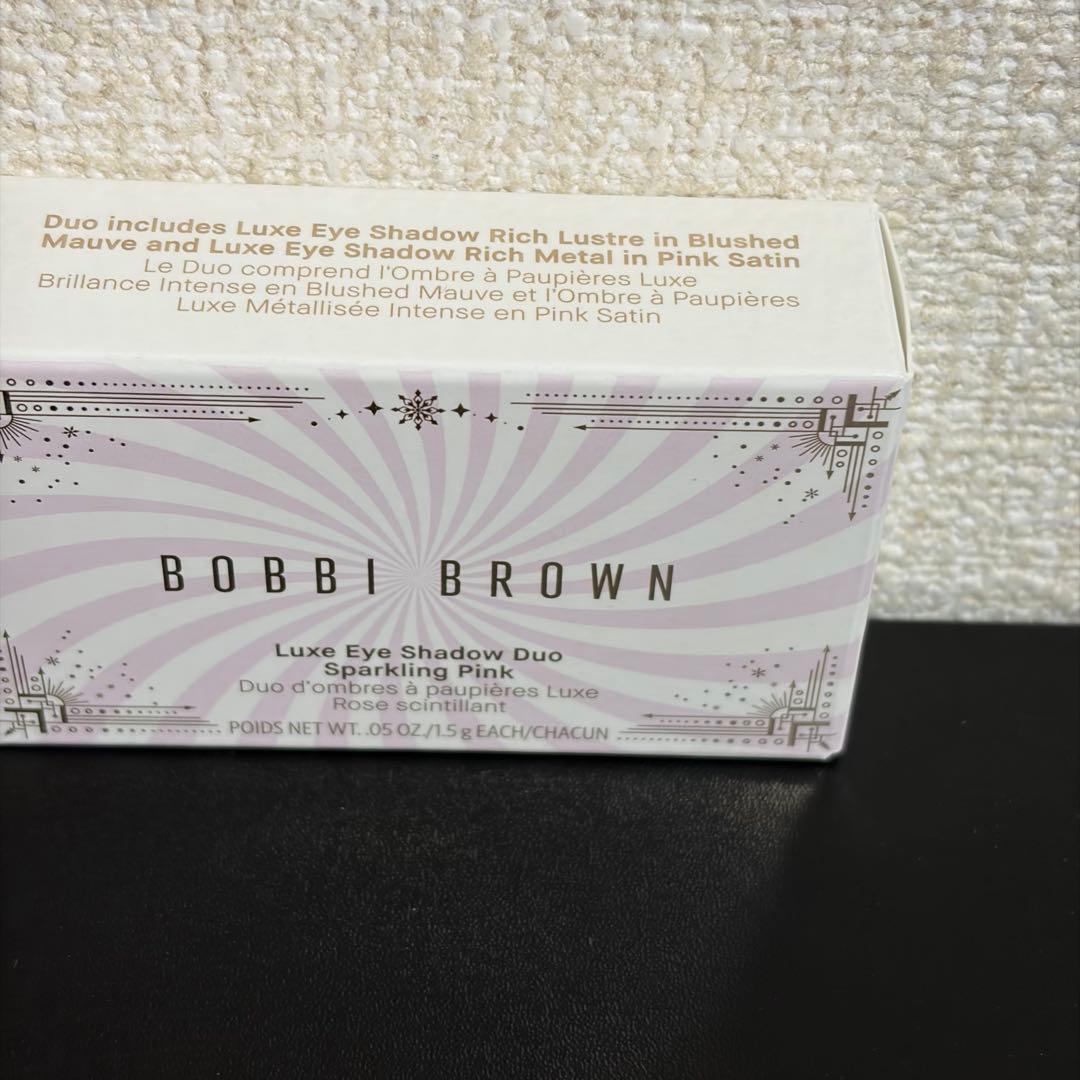 Duo includes Luxe Eye Shadow Rich Lustre in Blushed
Mauve and Luxe Eye Shadow Rich Metal in Pink Satin
Le Duo comprend l'Ombre à Paupières Luxe
Brillance Intense en Blushed Mauve et l'Ombre à Paupières
Luxe Métallisée Intense en Pink Satin
BOBBI BROWN
Luxe Eye Shadow Duo
Sparkling Pink
Duo d'ombres à paupières Luxe
Rose scintillant
POIDS NET WT. .05 OZ./1.5 g EACH/CHACUN